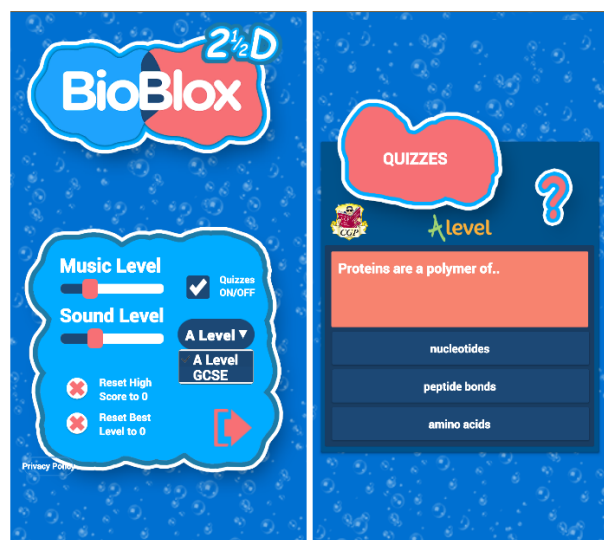 2½D
BioBlox
Music Level
Quizzes
ON/OFF
Sound Level
A Level ▼
A Level
GCSE
Reset High
Score to 0
Reset Best
Level to 0
Privacy Policy
QUIZZES
?
CGP
A level
Proteins are a polymer of..
nucleotides
peptide bonds
amino acids